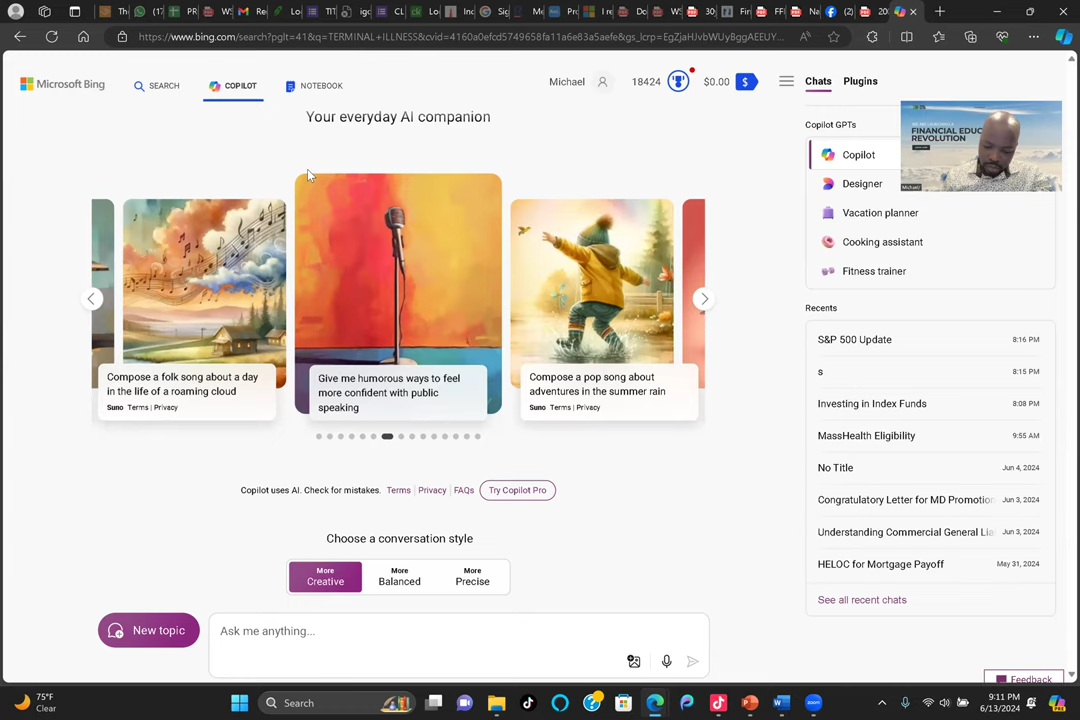 https://www.bing.com/search?pglt=41&q=TERMINAL+ILLNESS&cvid=4160a0efcd5749658fa11a6e83a5aefe&gs_lcrp=EgZjaHJvbWUyBggAEEUY...
Microsoft Bing
SEARCH
COPILOT
NOTEBOOK
Michael
18424
$0.00
$
Chats
Plugins
Your everyday AI companion
Copilot GPTs
Copilot
Designer
Vacation planner
Cooking assistant
Fitness trainer
FINANCIAL EDUC
REVOLUTION
Michael
Compose a folk song about a day
in the life of a roaming cloud
Suno Terms | Privacy
Give me humorous ways to feel
more confident with public
speaking
Compose a pop song about
adventures in the summer rain
Suno Terms | Privacy
Recents
S&P 500 Update 8:16 PM
s 8:15 PM
Investing in Index Funds 8:08 PM
MassHealth Eligibility 9:55 AM
No Title Jun 4, 2024
Congratulatory Letter for MD Promotion Jun 3, 2024
Understanding Commercial General Lia Jun 3, 2024
HELOC for Mortgage Payoff May 31, 2024
See all recent chats
Copilot uses AI. Check for mistakes. Terms | Privacy | FAQs Try Copilot Pro
Choose a conversation style
More
Creative
More
Balanced
More
Precise
New topic
Ask me anything...
Feedback
75°F
Clear
Search
9:11 PM
6/13/2024